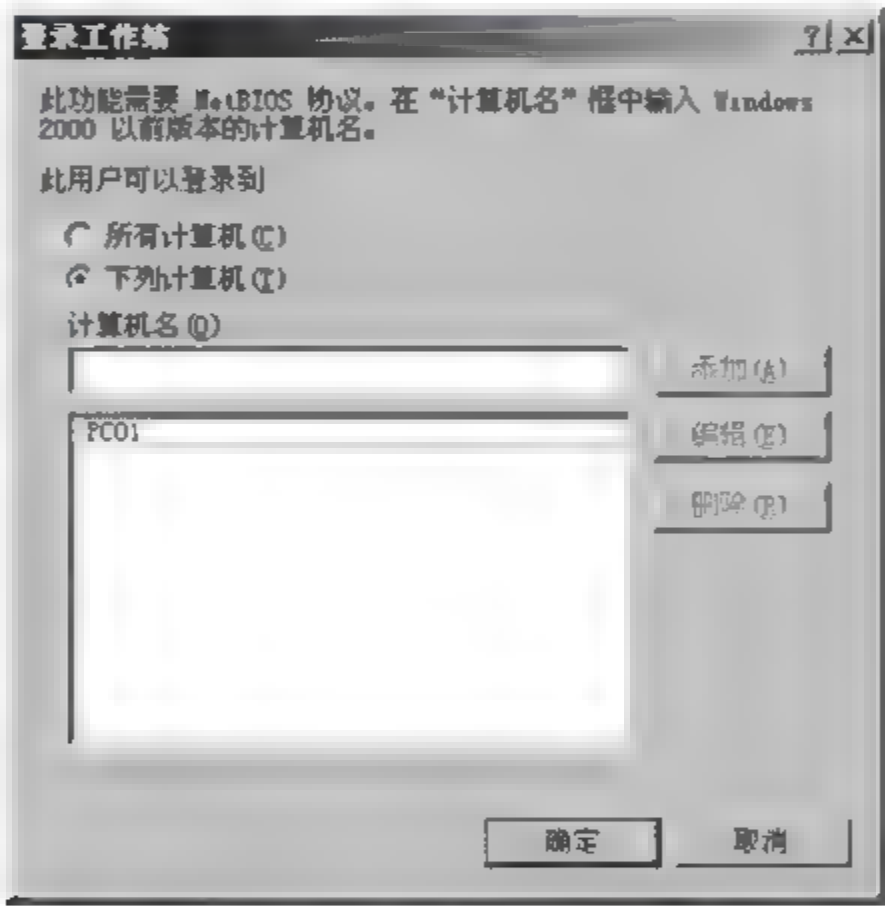 登录工作站
此功能需要 NetBIOS 协议。在“计算机名”框中输入 Windows
2000 以前版本的计算机名。
此用户可以登录到
所有计算机(C)
下列计算机(T)
计算机名(O)
添加(A)
PC01
编辑(E)
删除(R)
确定
取消